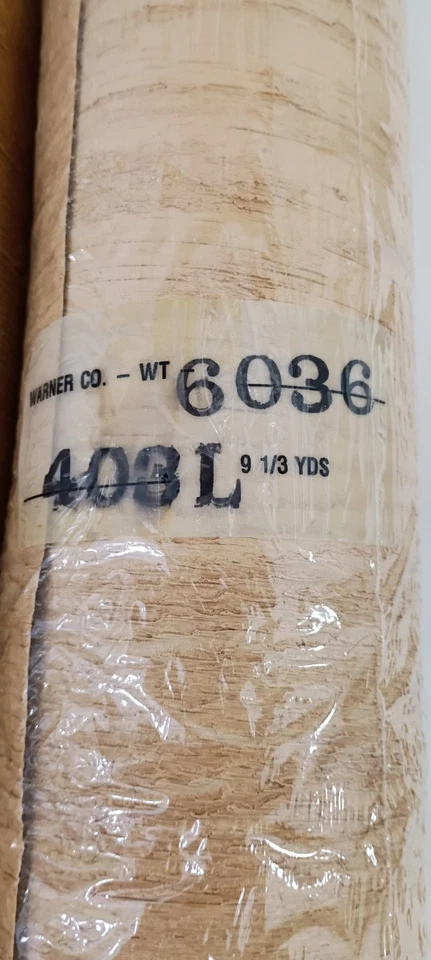 WARNER CO. - WT 6036
403L 9 1/3 YDS